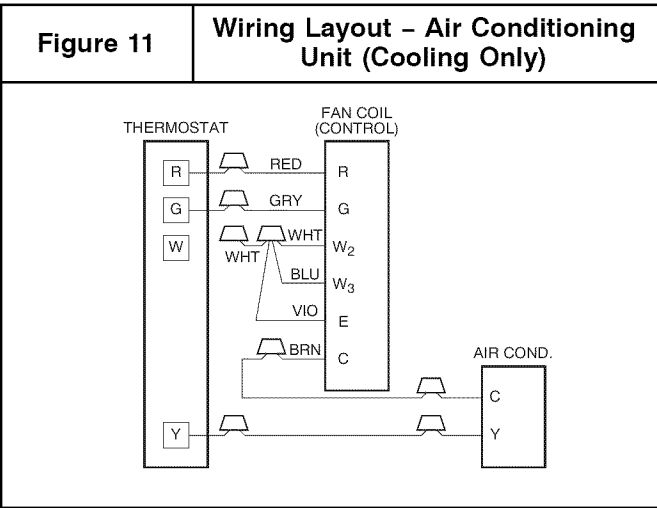 Figure 11
Wiring Layout – Air Conditioning
Unit (Cooling Only)
FAN COIL
(CONTROL)
THERMOSTAT
R
RED
R
G
GRY
G
W
WHT
WHT
W2
BLU
W3
VIO
E
BRN
C
AIR COND.
C
Y
Y